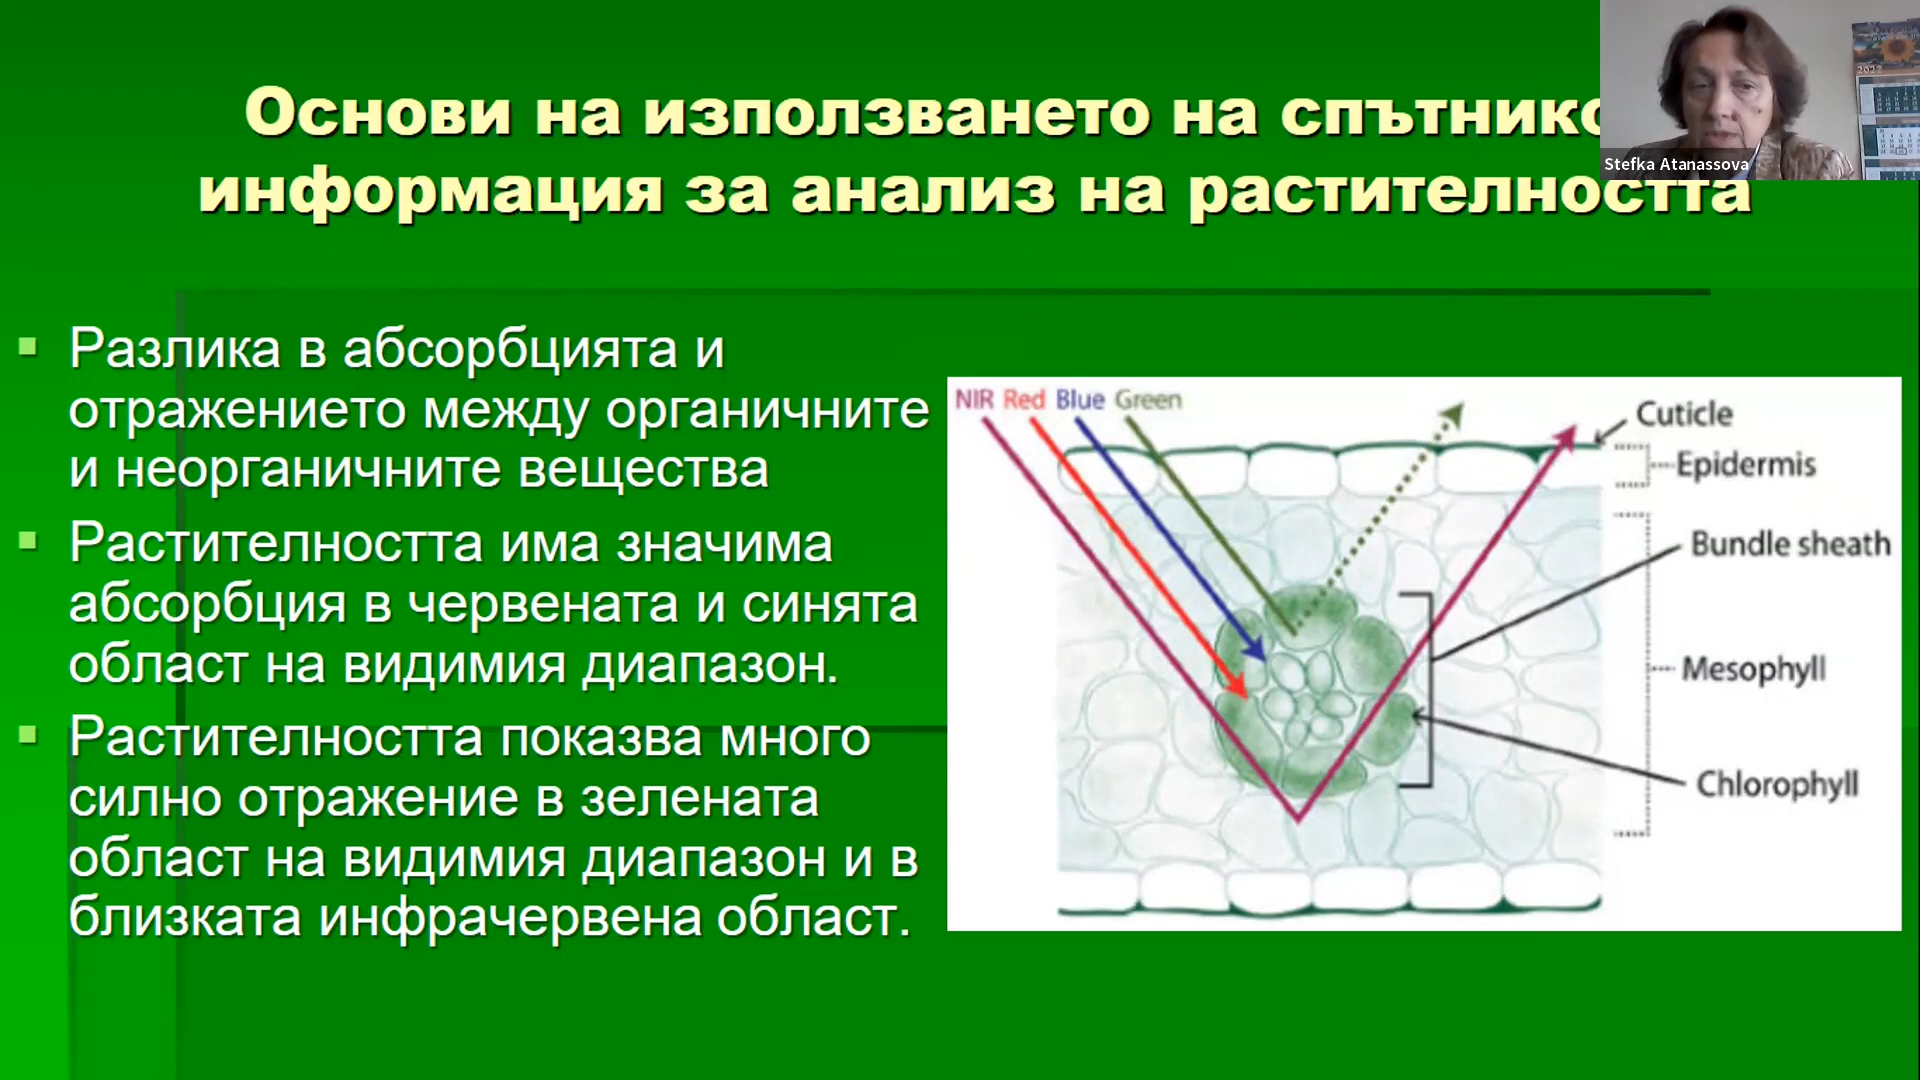 Основи на използването на
информация за анализ на растителността
Stefka Atanassova
2022
▪ Разлика в абсорбцията и
отражението между органичните
и неорганичните вещества
▪ Растителността има значима
абсорбция в червената и синята
област на видимия диапазон.
▪ Растителността показва много
силно отражение в зелената
област на видимия диапазон и в
близката инфрачервена област.
NIR Red Blue Green
Cuticle
Epidermis
Bundle sheath
Mesophyll
Chlorophyll